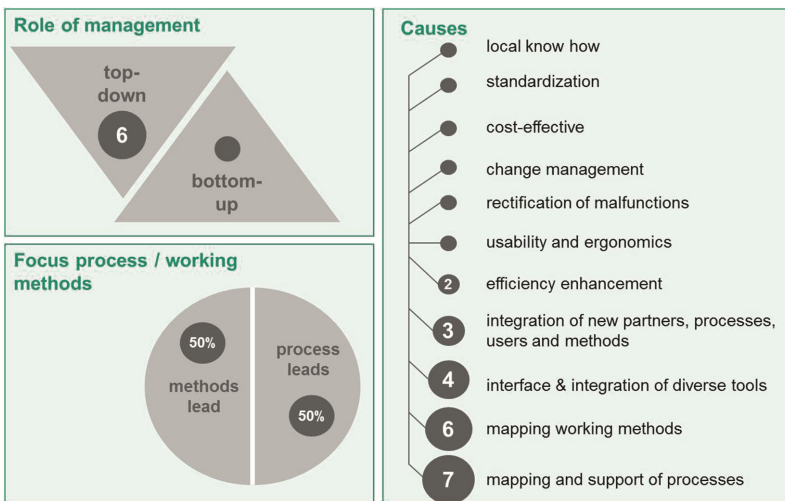 Role of management
top-
down
6
bottom-
up
Focus process / working
methods
50%
methods
lead
process
leads
50%
Causes
local know how
standardization
cost-effective
change management
rectification of malfunctions
usability and ergonomics
2 efficiency enhancement
3 integration of new partners, processes,
users and methods
4 interface & integration of diverse tools
6 mapping working methods
7 mapping and support of processes